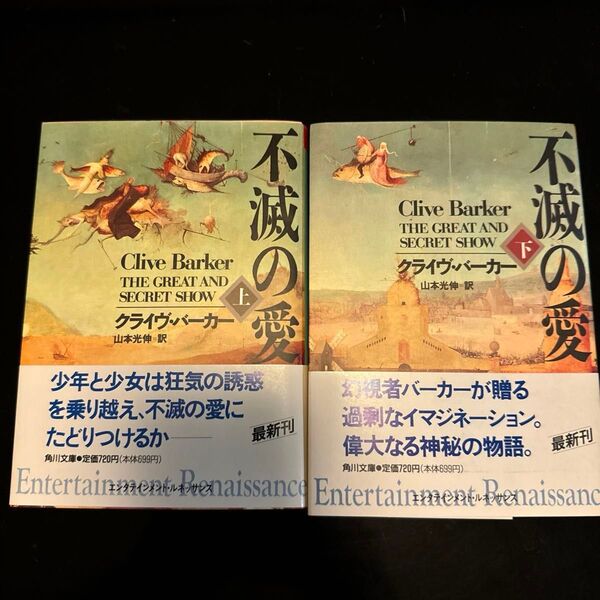 不滅の愛
Clive Barker
THE GREAT AND
SECRET SHOW
上
クライヴ・バーカー
山本光伸 訳
少年と少女は狂気の誘惑
を乗り越え、不滅の愛に
たどりつけるか──
最新刊
角川文庫●定価720円(本体699円)
Entertainment Renaissance
エンタテインメント・ルネッサンス
不滅の愛
Clive Barker
THE GREAT AND
SECRET SHOW
下
クライヴ・バーカー
山本光伸 訳
幻視者バーカーが贈る
過剰なイマジネーション。
偉大なる神秘の物語。
最新刊
角川文庫●定価720円(本体699円)
Entertainment Renaissance
エンタテインメント・ルネッサンス